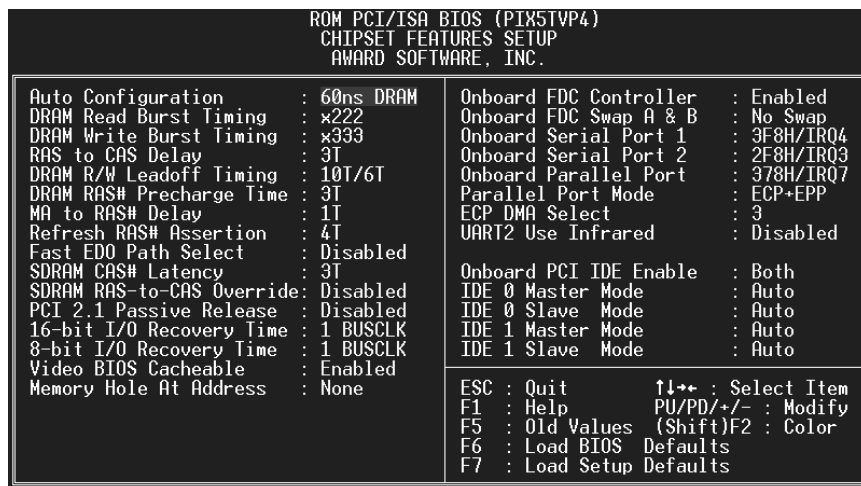 ROM PCI/ISA BIOS (PIX5TVP4)
CHIPSET FEATURES SETUP
AWARD SOFTWARE, INC.
Auto Configuration : 60ns DRAM
DRAM Read Burst Timing : x222
DRAM Write Burst Timing : x333
RAS to CAS Delay : 3T
DRAM R/W Leadoff Timing : 10T/6T
DRAM RAS# Precharge Time : 3T
MA to RAS# Delay : 1T
Refresh RAS# Assertion : 4T
Fast EDO Path Select : Disabled
SDRAM CAS# Latency : 3T
SDRAM RAS-to-CAS Override: Disabled
PCI 2.1 Passive Release : Disabled
16-bit I/O Recovery Time : 1 BUSCLK
8-bit I/O Recovery Time : 1 BUSCLK
Video BIOS Cacheable : Enabled
Memory Hole At Address : None
Onboard FDC Controller : Enabled
Onboard FDC Swap A & B : No Swap
Onboard Serial Port 1 : 3F8H/IRQ4
Onboard Serial Port 2 : 2F8H/IRQ3
Onboard Parallel Port : 378H/IRQ7
Parallel Port Mode : ECP+EPP
ECP DMA Select : 3
UART2 Use Infrared : Disabled
Onboard PCI IDE Enable : Both
IDE 0 Master Mode : Auto
IDE 0 Slave Mode : Auto
IDE 1 Master Mode : Auto
IDE 1 Slave Mode : Auto
ESC : Quit ↑↓→← : Select Item
F1 : Help PU/PD/+/- : Modify
F5 : Old Values (Shift)F2 : Color
F6 : Load BIOS Defaults
F7 : Load Setup Defaults